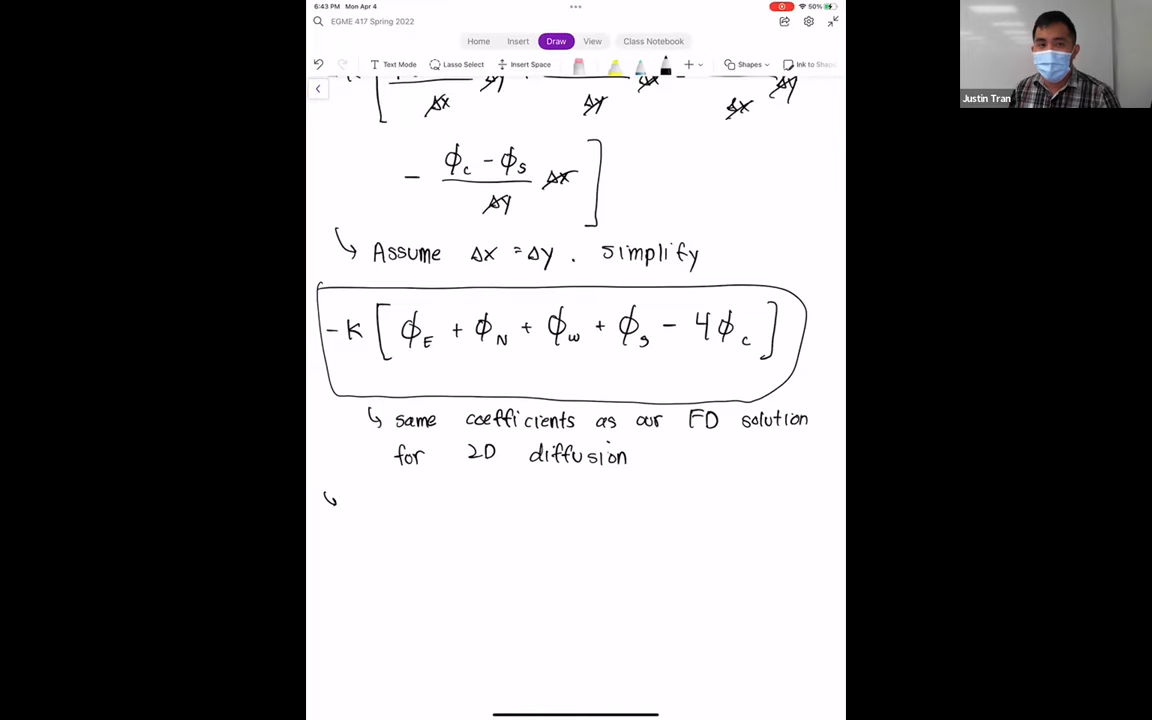 6:43 PM Mon Apr 4
50%
EGME 417 Spring 2022
Home Insert Draw View Class Notebook
Text Mode Lasso Select Insert Space Shapes Ink to Shape
Justin Tran
Δx Δy Δx Δy
Δx
- ϕc - ϕs Δx ]
Δy
↳ Assume Δx = Δy . simplify
-K [ ϕE + ϕN + ϕw + ϕs - 4ϕc ]
↳ same coefficients as our FD solution
for 2D diffusion